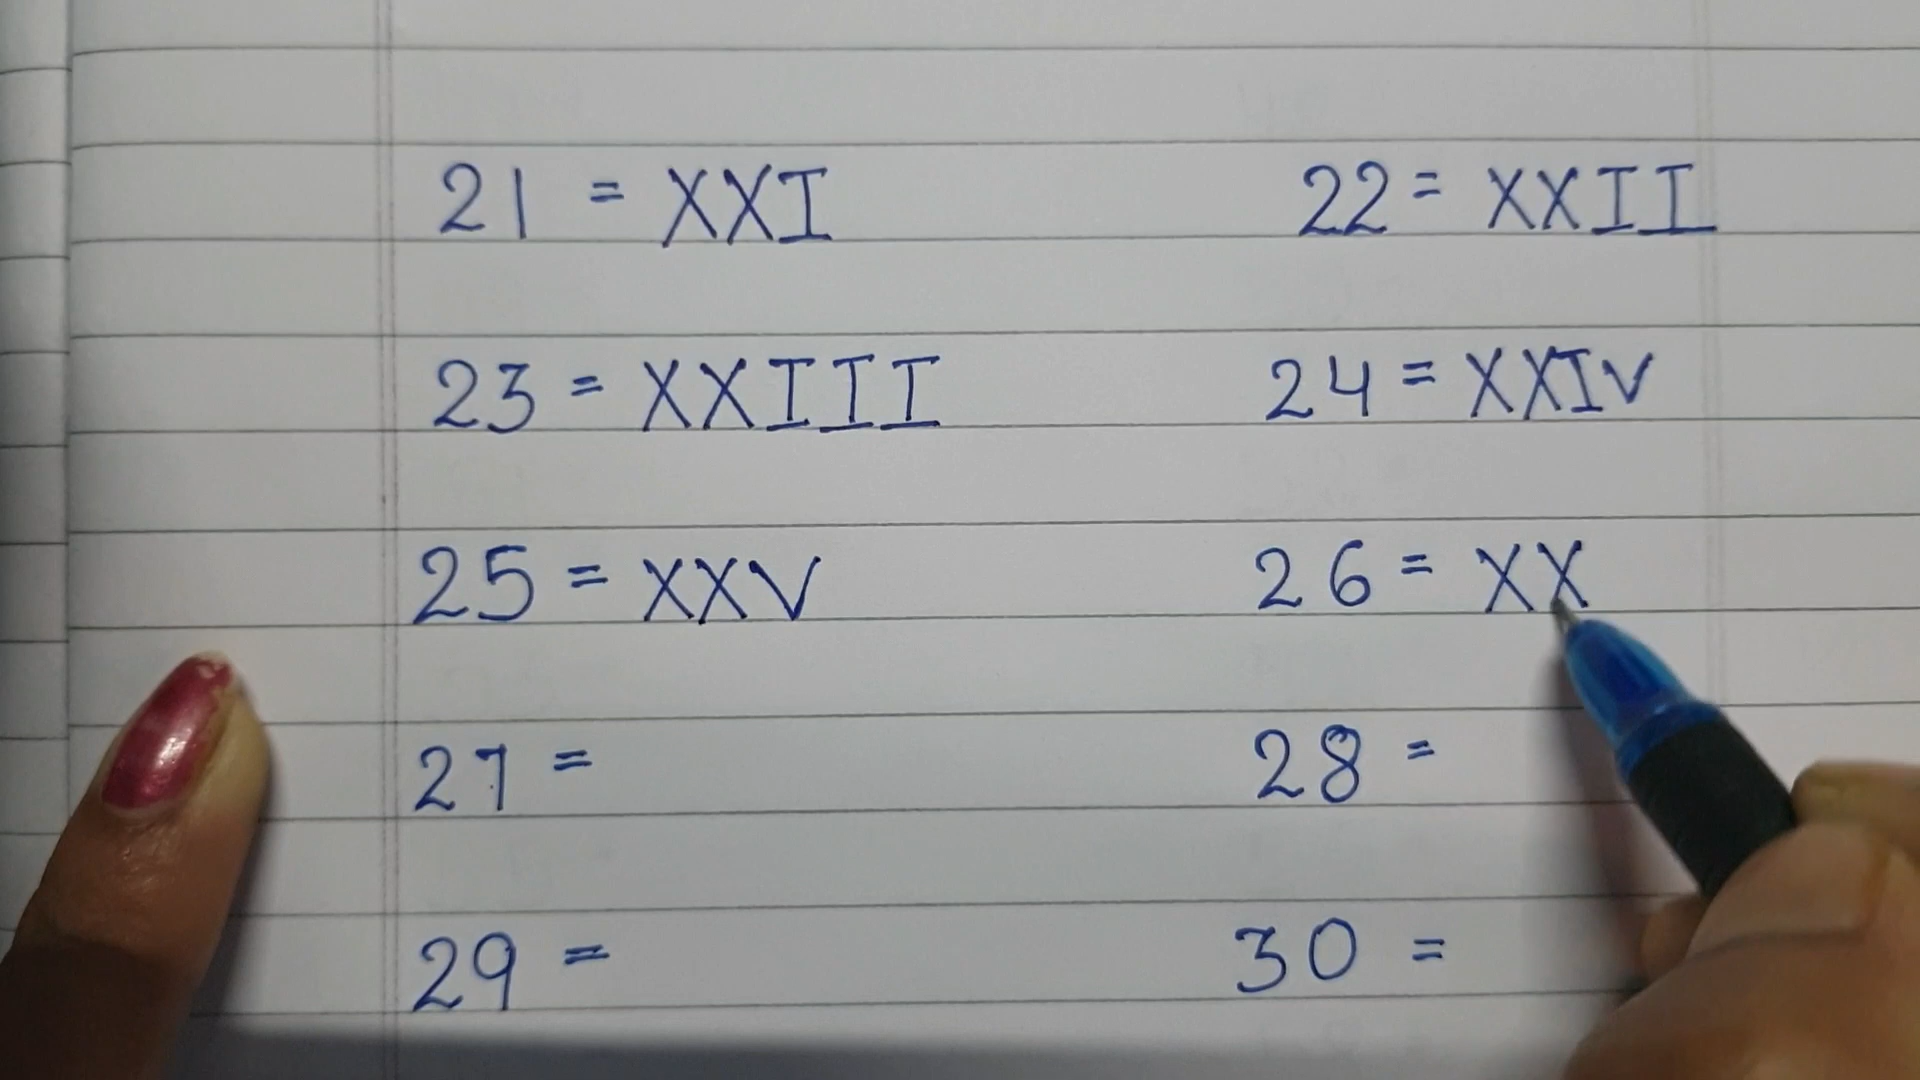 21 = XXI 22 = XXII
23 = XXIII 24 = XXIV
25 = XXV 26 = XX
27 = 28 =
29 = 30 =